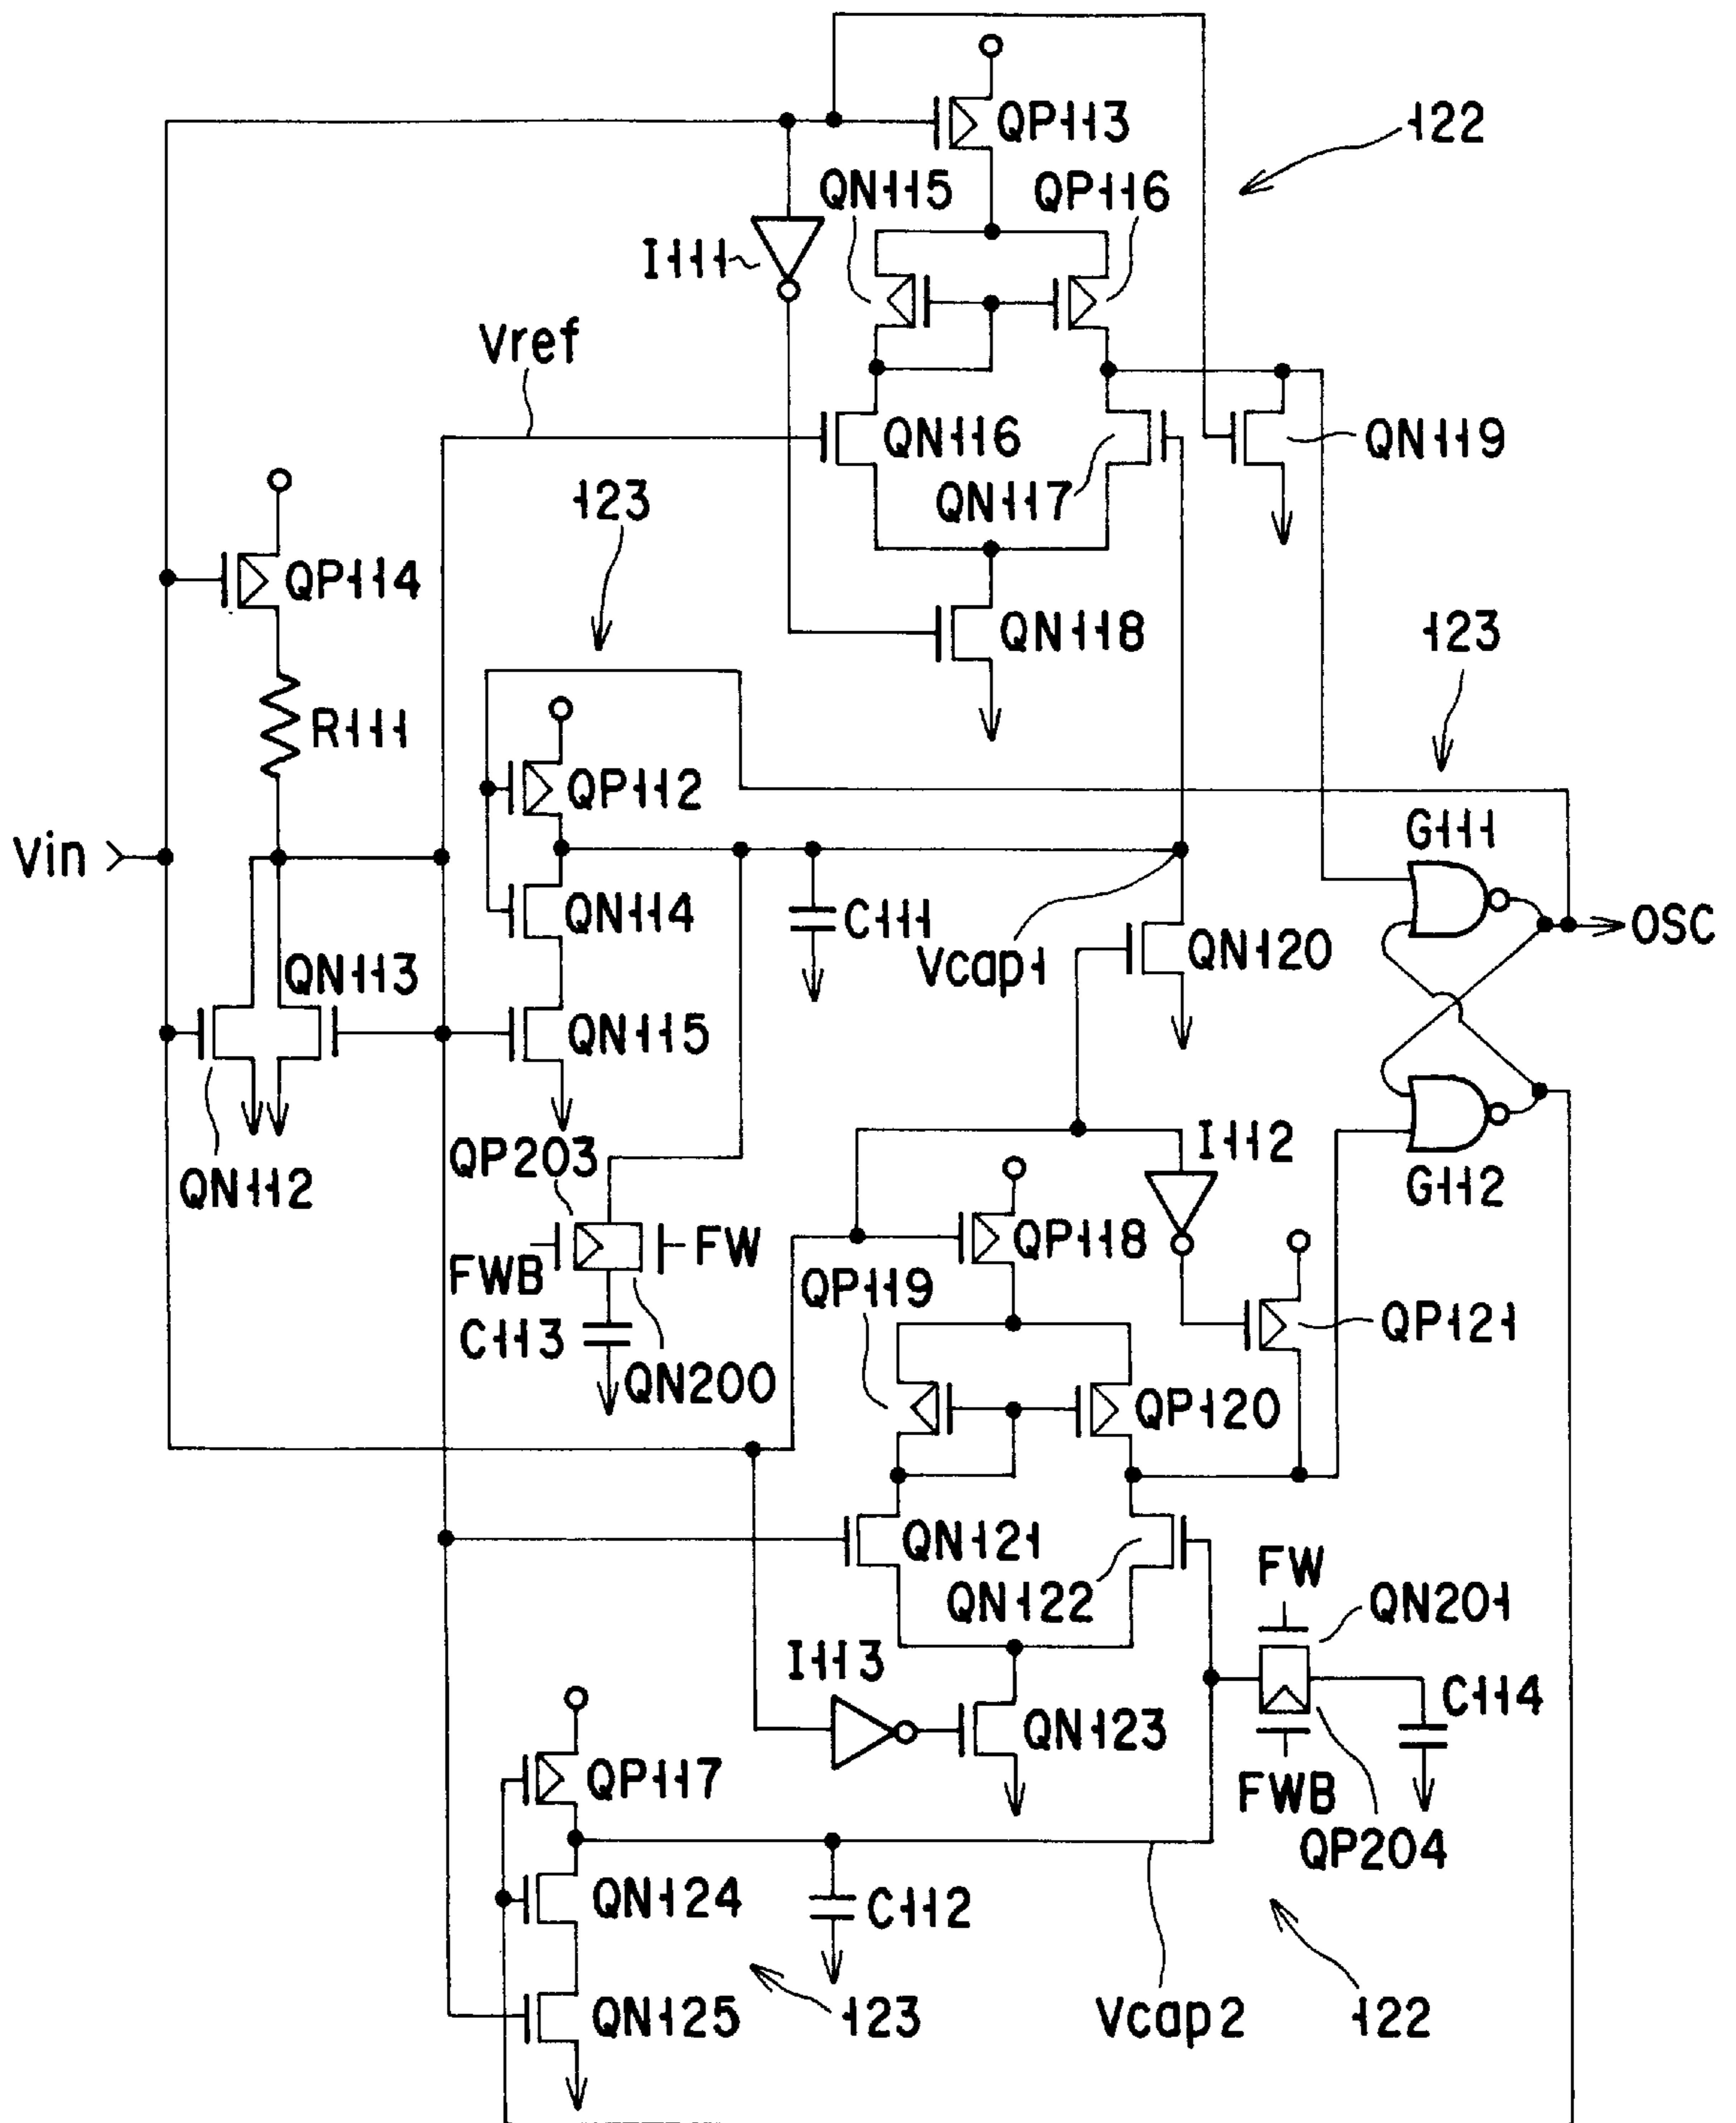 QP113
122
QN115
QP116
I111
Vref
QN116
QN119
QN117
123
QP114
QN118
123
R111
QP112
G111
Vin
QN114
C111
OSC
Vcap1
QN120
QN113
QN115
I112
QP203
QN112
G112
FWB
FW
QP118
QP119
C113
QP121
QN200
QP120
QN121
FW
QN122
QN201
I113
C114
QN123
QP117
FWB
QP204
QN124
C112
QN125
123
Vcap2
122